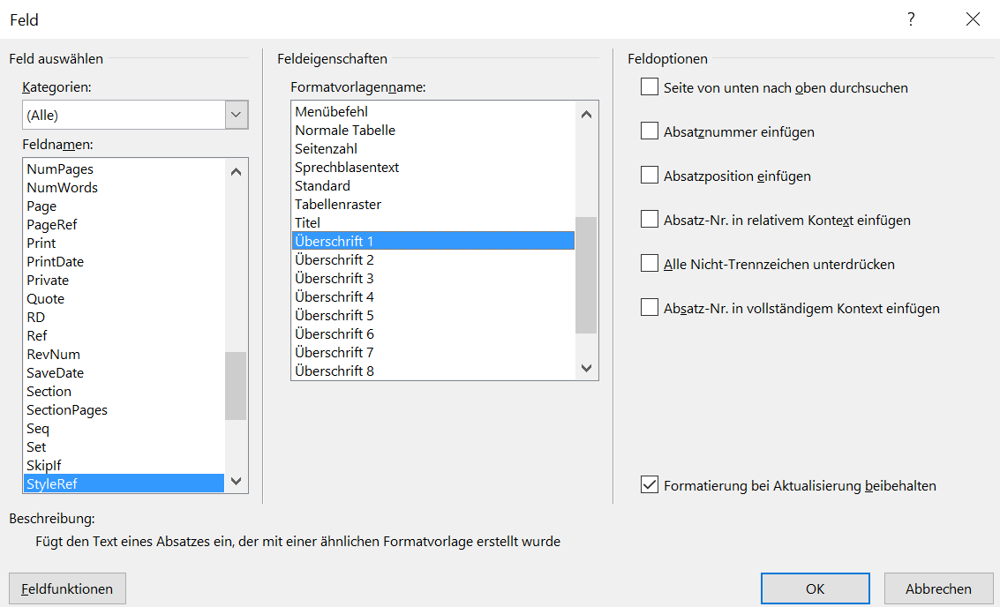 Feld
?
Feld auswählen
Kategorien:
(Alle)
Feldnamen:
NumPages
NumWords
Page
PageRef
Print
PrintDate
Private
Quote
RD
Ref
RevNum
SaveDate
Section
SectionPages
Seq
Set
SkipIf
StyleRef
Feldeigenschaften
Formatvorlagenname:
Menübefehl
Normale Tabelle
Seitenzahl
Sprechblasentext
Standard
Tabellenraster
Titel
Überschrift 1
Überschrift 2
Überschrift 3
Überschrift 4
Überschrift 5
Überschrift 6
Überschrift 7
Überschrift 8
Feldoptionen
Seite von unten nach oben durchsuchen
Absatznummer einfügen
Absatzposition einfügen
Absatz-Nr. in relativem Kontext einfügen
Alle Nicht-Trennzeichen unterdrücken
Absatz-Nr. in vollständigem Kontext einfügen
Formatierung bei Aktualisierung beibehalten
Beschreibung:
Fügt den Text eines Absatzes ein, der mit einer ähnlichen Formatvorlage erstellt wurde
Feldfunktionen
OK
Abbrechen